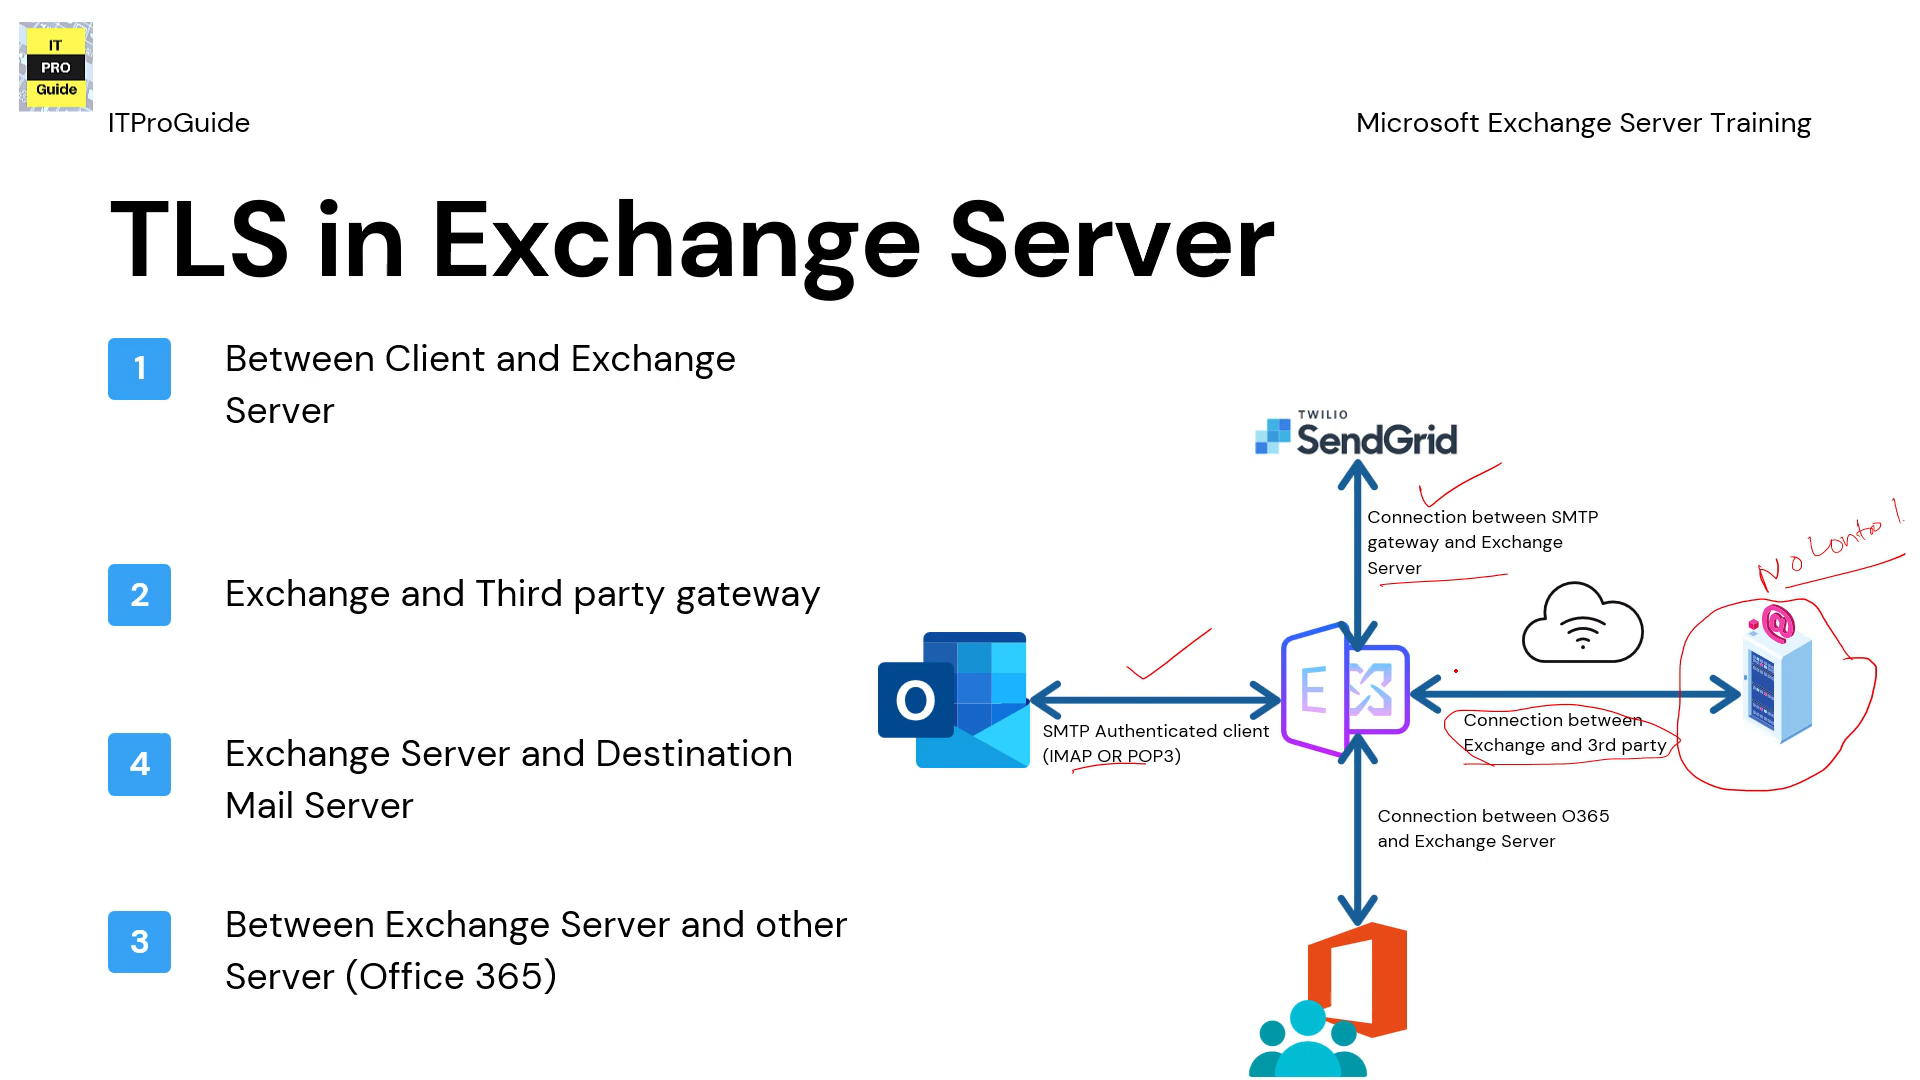 IT
PRO
Guide
ITProGuide
Microsoft Exchange Server Training
TLS in Exchange Server
1
Between Client and Exchange
Server
2
Exchange and Third party gateway
4
Exchange Server and Destination
Mail Server
3
Between Exchange Server and other
Server (Office 365)
TWILIO
SendGrid
Connection between SMTP
gateway and Exchange
Server
No Control
O
SMTP Authenticated client
(IMAP OR POP3)
E
Connection between
Exchange and 3rd party
@
Connection between O365
and Exchange Server